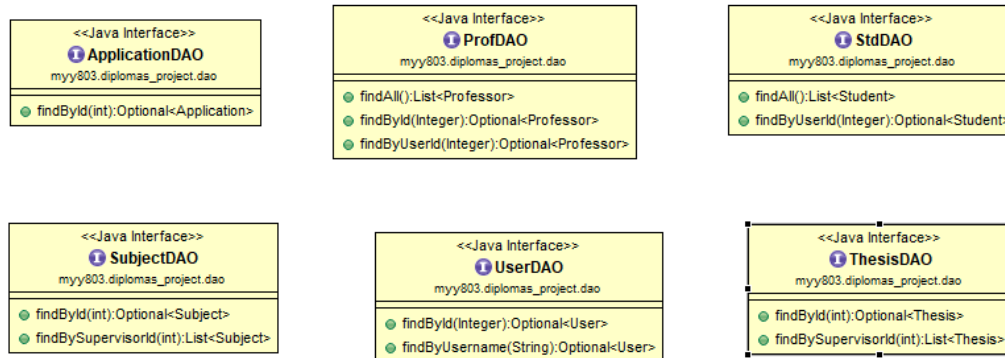 <<Java Interface>>
ApplicationDAO
myy803.diplomas_project.dao
findById(int):Optional<Application>
<<Java Interface>>
ProfDAO
myy803.diplomas_project.dao
findAll():List<Professor>
findById(Integer):Optional<Professor>
findByUserId(Integer):Optional<Professor>
<<Java Interface>>
StdDAO
myy803.diplomas_project.dao
findAll():List<Student>
findByUserId(Integer):Optional<Student>
<<Java Interface>>
SubjectDAO
myy803.diplomas_project.dao
findById(int):Optional<Subject>
findBySupervisorId(int):List<Subject>
<<Java Interface>>
UserDAO
myy803.diplomas_project.dao
findById(Integer):Optional<User>
findByUsername(String):Optional<User>
<<Java Interface>>
ThesisDAO
myy803.diplomas_project.dao
findById(int):Optional<Thesis>
findBySupervisorId(int):List<Thesis>